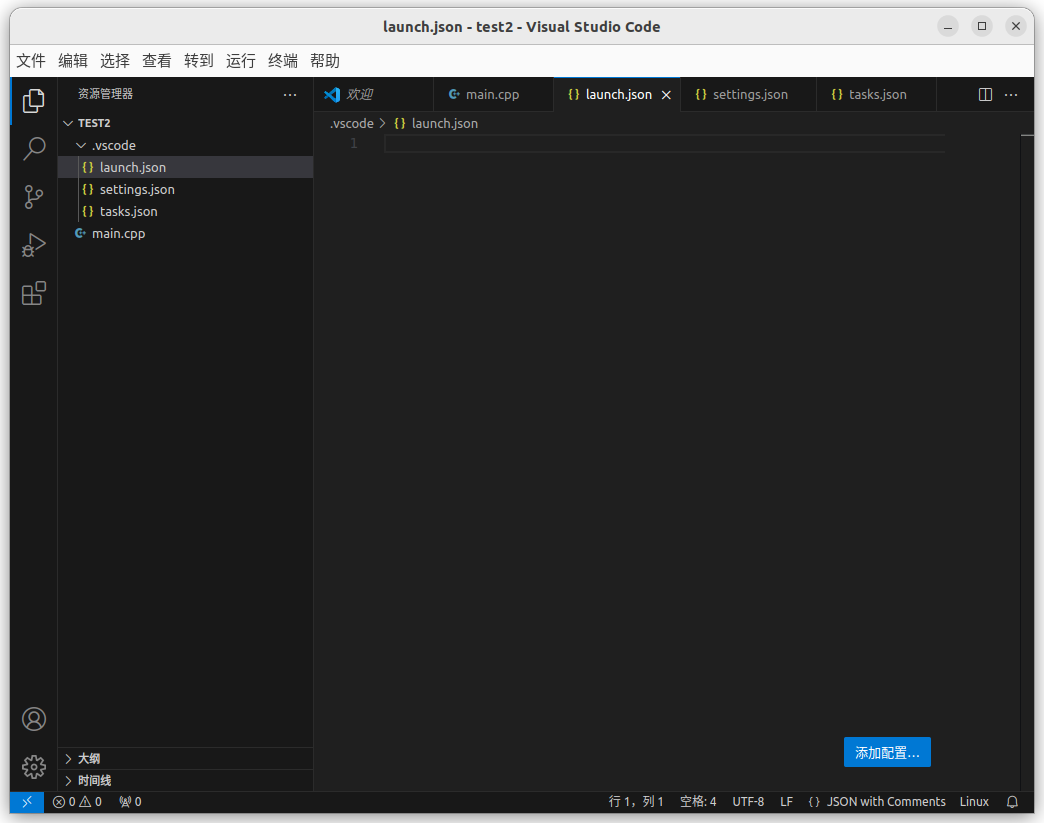 launch.json - test2 - Visual Studio Code
文件 编辑 选择 查看 转到 运行 终端 帮助
资源管理器
欢迎 main.cpp launch.json settings.json tasks.json
TEST2
.vscode > launch.json
1
.vscode
launch.json
settings.json
tasks.json
main.cpp
添加配置...
大纲
时间线
0 0 0 行 1，列 1 空格: 4 UTF-8 LF {} JSON with Comments Linux